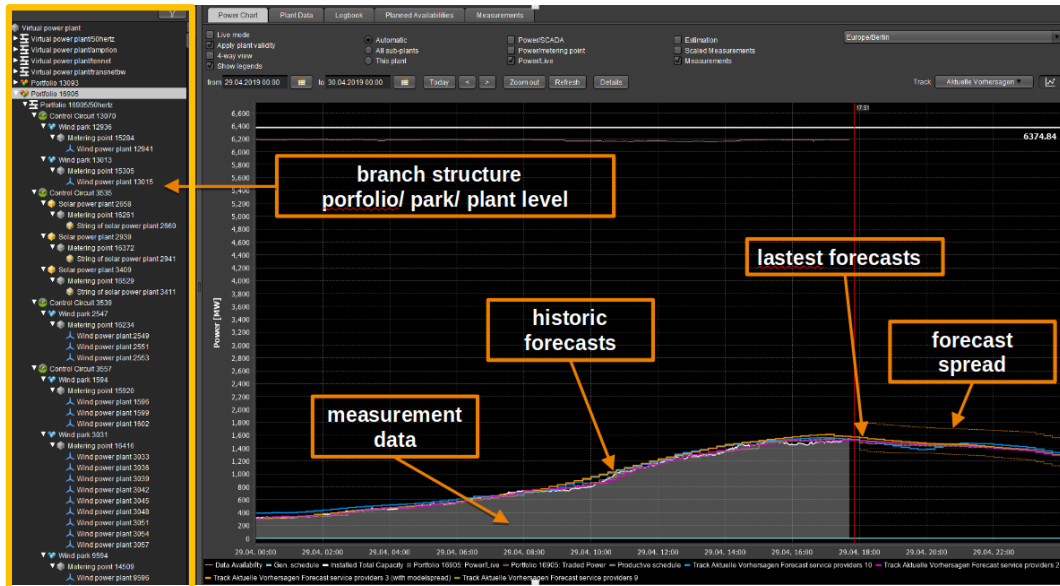 Power Chart Plant Data Logbook Planned Availabilities Measurements
Virtual power plant
Virtual power plant/50hertz
Virtual power plant/amprion
Virtual power plant/tennet
Virtual power plant/transnetbw
Portfolio 13093
Portfolio 16905
Portfolio 16905/50hertz
Control Circuit 13070
Wind park 12936
Metering point 15284
Wind power plant 12941
Wind park 13013
Metering point 15305
Wind power plant 13015
Control Circuit 3535
Solar power plant 2658
Metering point 16261
String of solar power plant 2660
Solar power plant 2939
Metering point 16372
String of solar power plant 2941
Solar power plant 3409
Metering point 16529
String of solar power plant 3411
Control Circuit 3539
Wind park 2547
Metering point 16234
Wind power plant 2549
Wind power plant 2551
Wind power plant 2553
Control Circuit 3557
Wind park 1594
Metering point 15820
Wind power plant 1596
Wind power plant 1599
Wind power plant 1602
Wind park 3031
Metering point 16416
Wind power plant 3033
Wind power plant 3036
Wind power plant 3039
Wind power plant 3042
Wind power plant 3045
Wind power plant 3048
Wind power plant 3051
Wind power plant 3054
Wind power plant 3057
Wind park 9594
Metering point 14509
Wind power plant 9596
Live mode
Apply plant validity
4-way view
Show legends
Automatic
All sub-plants
This plant
Power/SCADA
Power/metering point
Power/Live
Estimation
Scaled Measurements
Measurements
Europe/Berlin
from 29.04.2019 00:00 to 30.04.2019 00:00 Today < > Zoom out Refresh Details Track Aktuelle Vorhersagen
17:51
6374.84
Power [MW]
6,600
6,400
6,200
6,000
5,800
5,600
5,400
5,200
5,000
4,800
4,600
4,400
4,200
4,000
3,800
3,600
3,400
3,200
3,000
2,800
2,600
2,400
2,200
2,000
1,800
1,600
1,400
1,200
1,000
800
600
400
200
0
branch structure
porfolio/ park/ plant level
lastest forecasts
historic
forecasts
forecast
spread
measurement
data
29.04. 00:00 29.04. 02:00 29.04. 04:00 29.04. 06:00 29.04. 08:00 29.04. 10:00 29.04. 12:00 29.04. 14:00 29.04. 16:00 29.04. 18:00 29.04. 20:00 29.04. 22:00
Data Availability Gen. schedule Installed Total Capacity Portfolio 16905: Power/Live Portfolio 16905: Traded Power Productive schedule Track Aktuelle Vorhersagen Forecast service providers 10 Track Aktuelle Vorhersagen Forecast service providers 2
Track Aktuelle Vorhersagen Forecast service providers 3 (with modelspread) Track Aktuelle Vorhersagen Forecast service providers 9